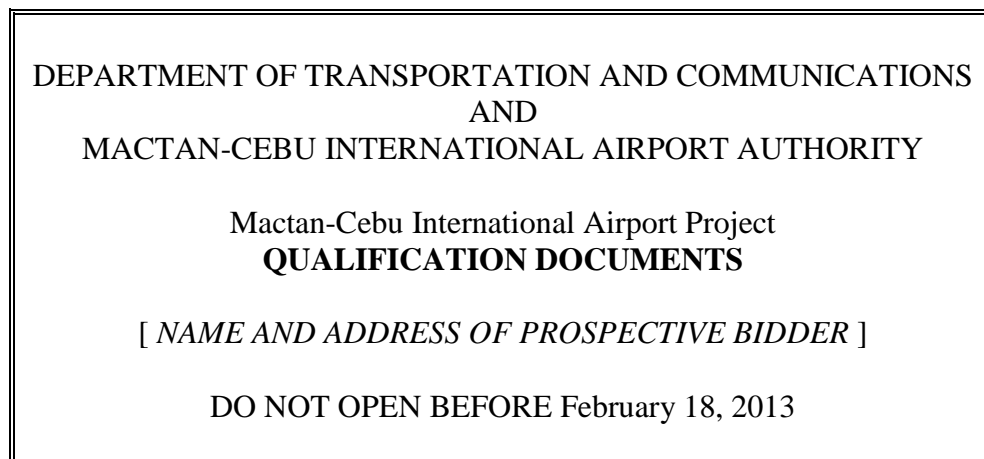 DEPARTMENT OF TRANSPORTATION AND COMMUNICATIONS
AND
MACTAN-CEBU INTERNATIONAL AIRPORT AUTHORITY
Mactan-Cebu International Airport Project
QUALIFICATION DOCUMENTS
[ NAME AND ADDRESS OF PROSPECTIVE BIDDER ]
DO NOT OPEN BEFORE February 18, 2013